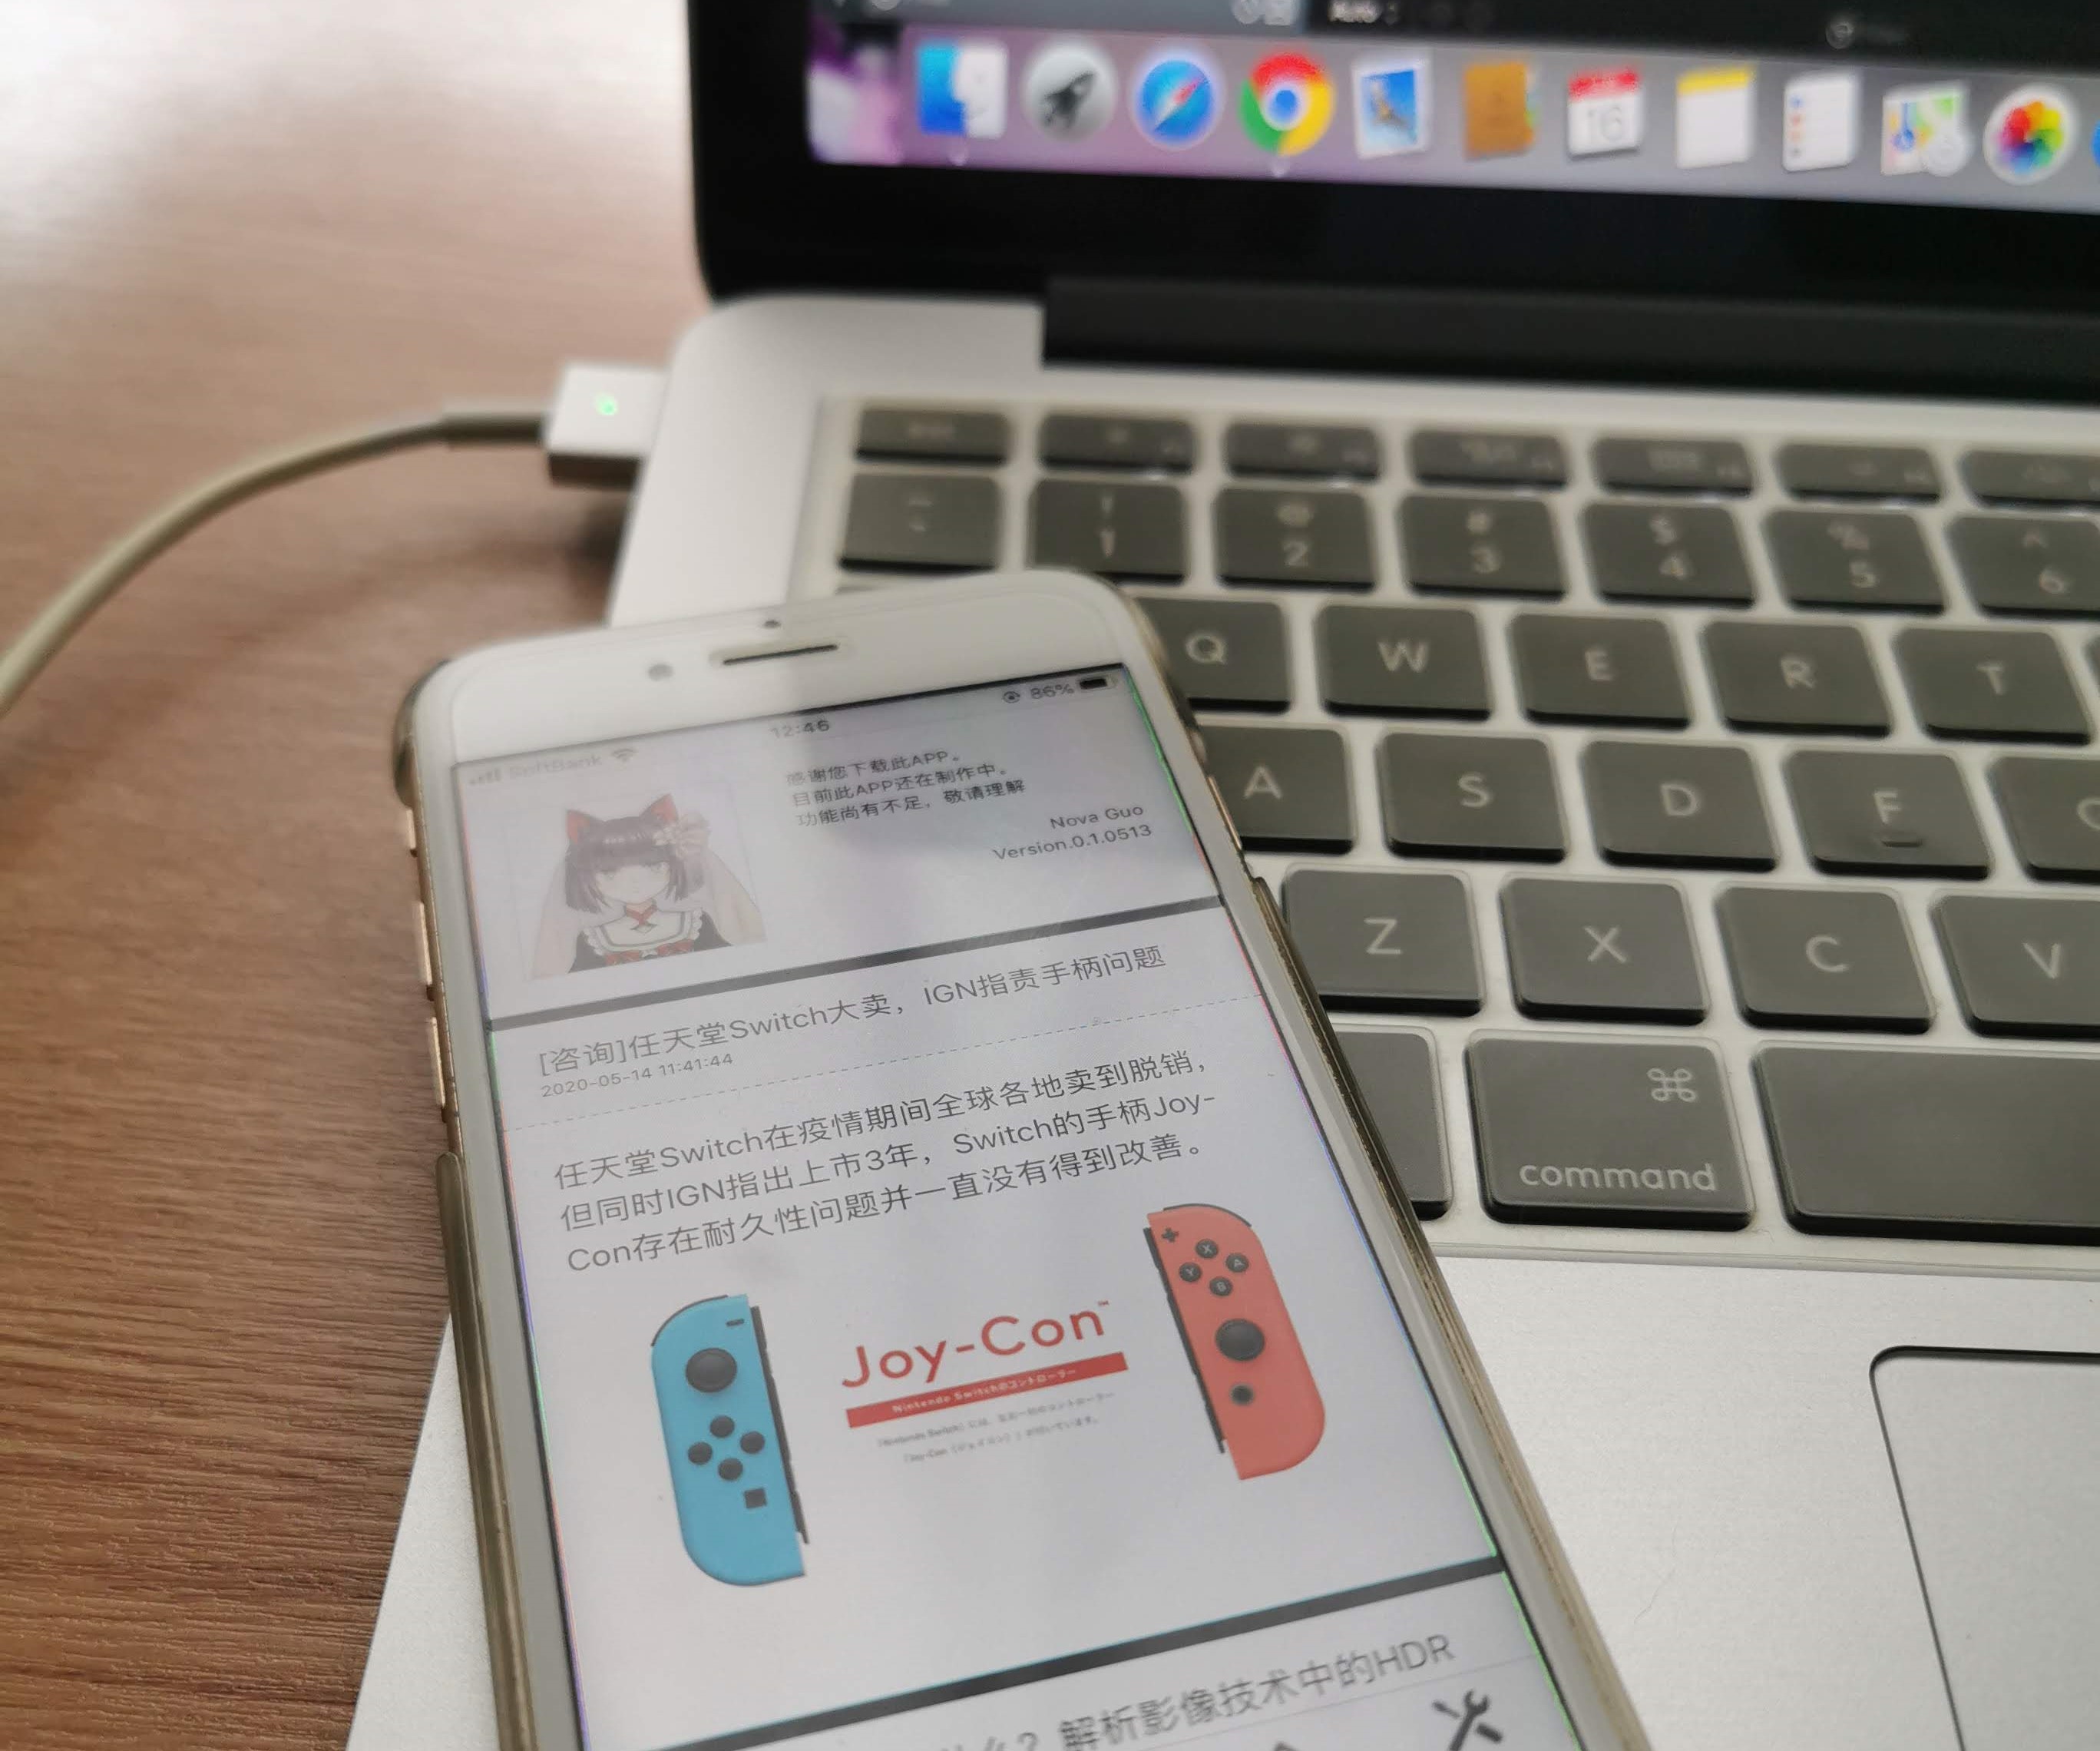 16
1
2
3
4
5
6
Q
W
E
R
T
A
S
D
F
Z
X
C
V
⌘
command
SoftBank
12:46
86%
感谢您下载此APP。
目前此APP还在制作中。
功能尚有不足，敬请理解
Nova Guo
Version.0.1.0513
[咨询]任天堂Switch大卖，IGN指责手柄问题
2020-05-14 11:41:44
任天堂Switch在疫情期间全球各地卖到脱销，
但同时IGN指出上市3年，Switch的手柄Joy-
Con存在耐久性问题并一直没有得到改善。
X
Y
A
B
Joy-Con™
Nintendo Switchのコントローラー
解析影像技术中的HDR